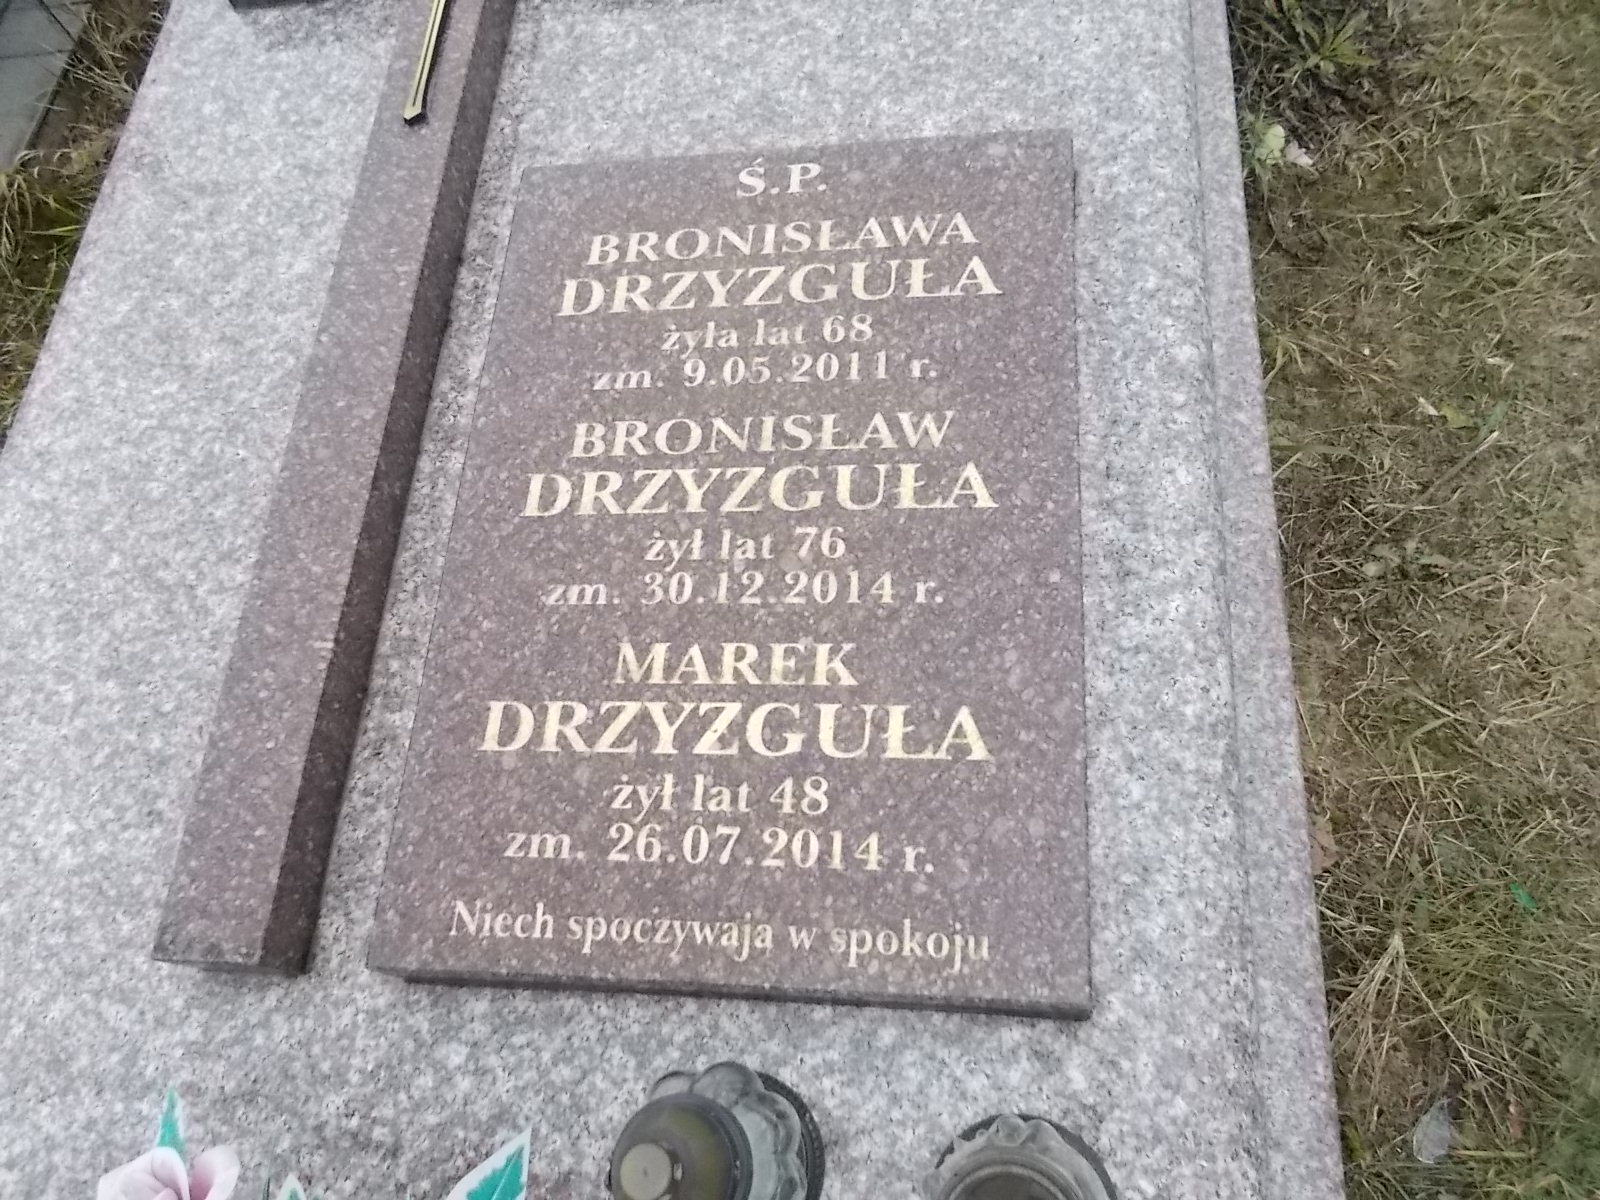 Ś.P.
BRONISŁAWA
DRZYZGUŁA
żyła lat 68
zm. 9.05.2011 r.
BRONISŁAW
DRZYZGUŁA
żył lat 76
zm. 30.12.2014 r.
MAREK
DRZYZGUŁA
żył lat 48
zm. 26.07.2014 r.
Niech spoczywają w spokoju